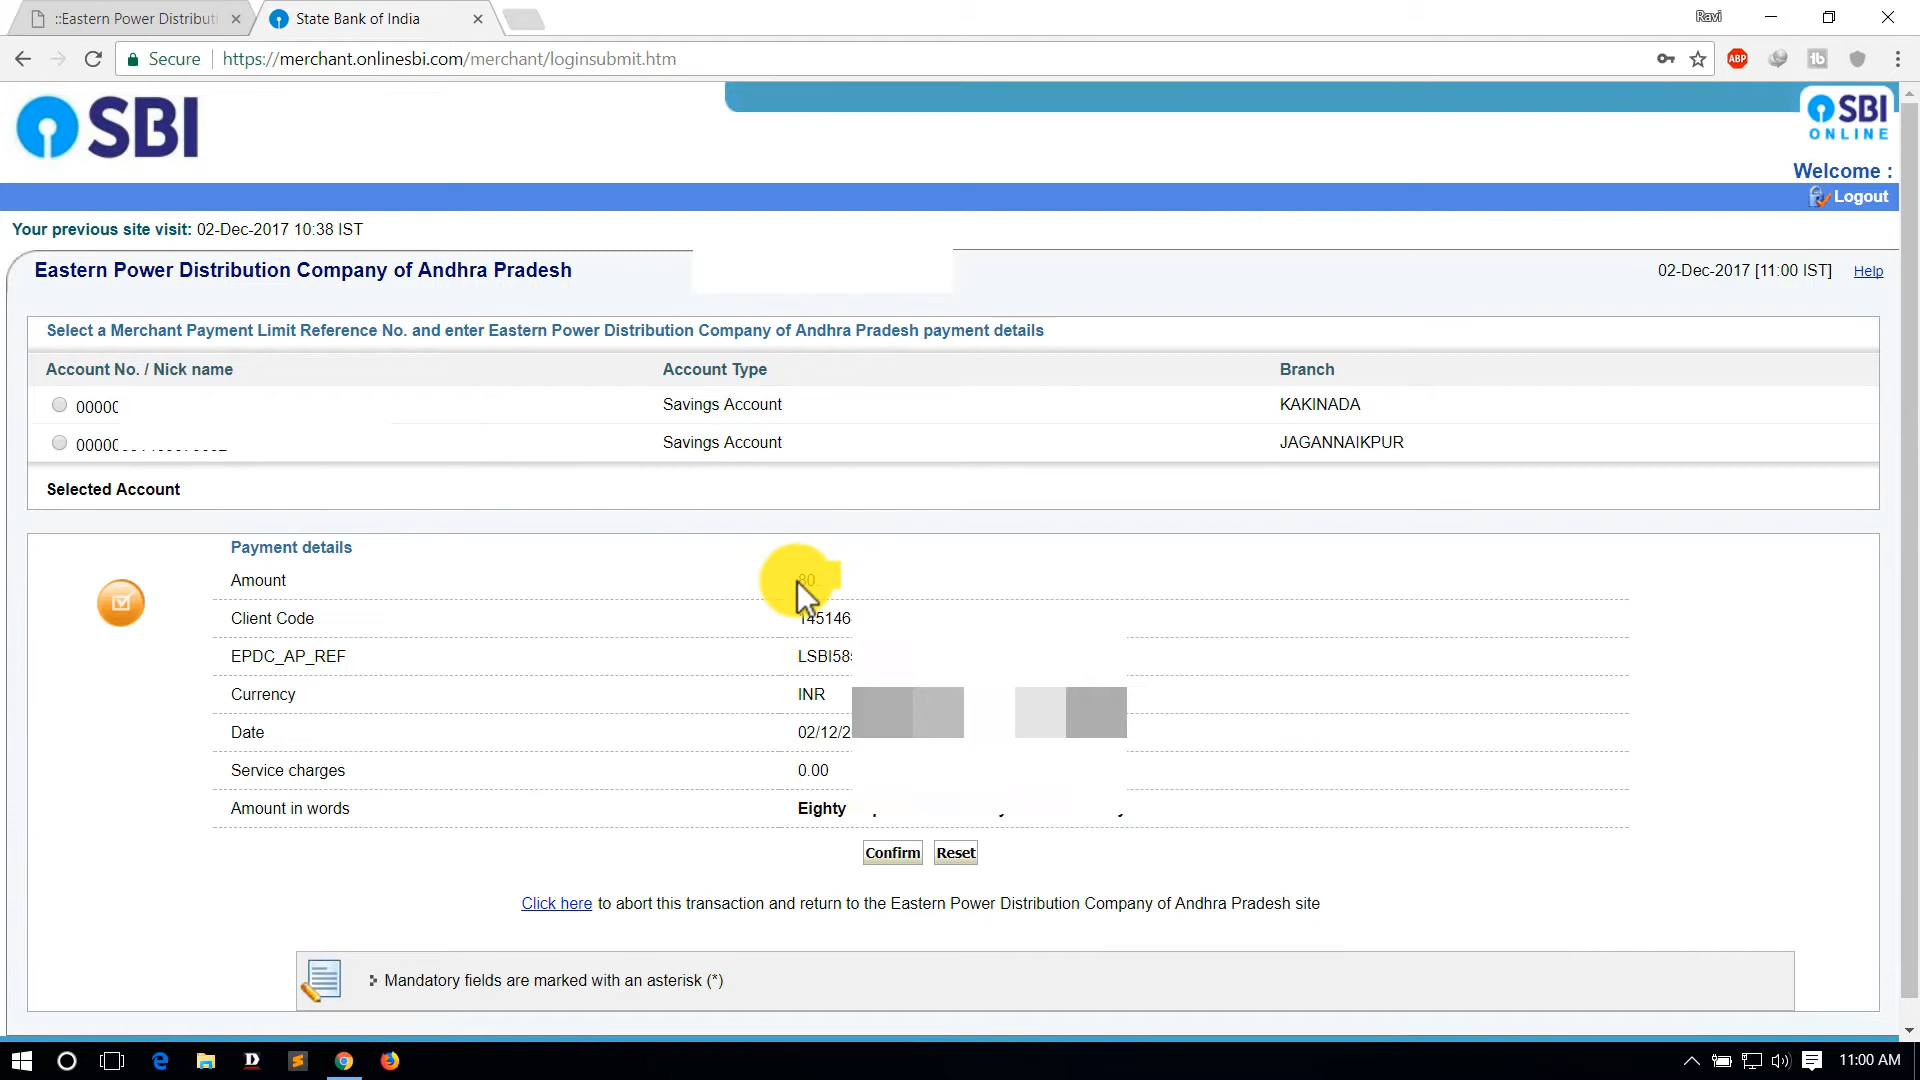 ::Eastern Power Distributi
State Bank of India
Ravi
Secure https://merchant.onlinesbi.com/merchant/loginsubmit.htm
ABP
SBI
SBI
ONLINE
Welcome :
Logout
Your previous site visit: 02-Dec-2017 10:38 IST
Eastern Power Distribution Company of Andhra Pradesh
02-Dec-2017 [11:00 IST] Help
Select a Merchant Payment Limit Reference No. and enter Eastern Power Distribution Company of Andhra Pradesh payment details
Account No. / Nick name Account Type Branch
00000 Savings Account KAKINADA
00000 Savings Account JAGANNAIKPUR
Selected Account
Payment details
Amount 80.
Client Code 145146
EPDC_AP_REF LSBI58
Currency INR
Date 02/12/2
Service charges 0.00
Amount in words Eighty
Confirm Reset
Click here to abort this transaction and return to the Eastern Power Distribution Company of Andhra Pradesh site
Mandatory fields are marked with an asterisk (*)
11:00 AM